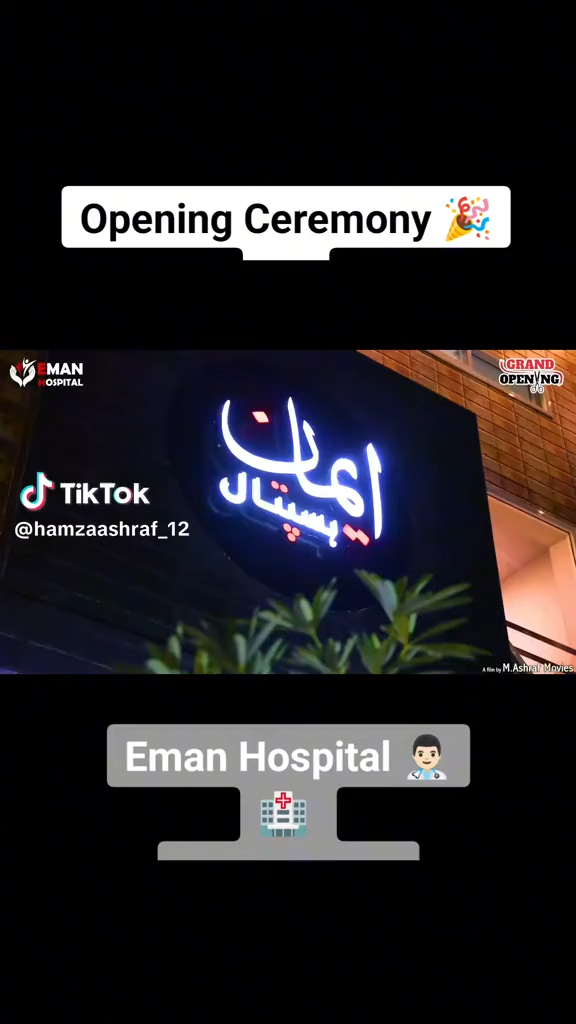 Opening Ceremony 🎉
EMAN
HOSPITAL
GRAND
OPENING
ایمان
ہسپتال
TikTok
@hamzaashraf_12
A film by M.Ashraf Movies
Eman Hospital 👨🏻‍⚕️
🏥